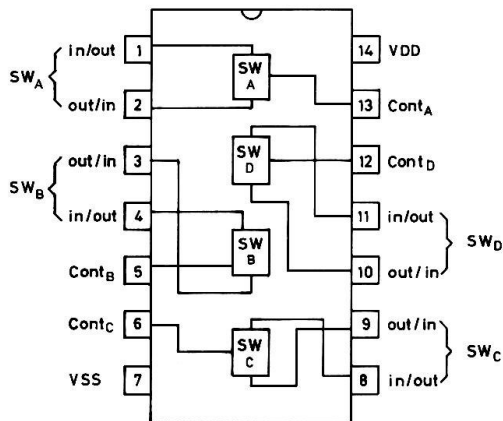 in/out 1
14 VDD
SW A
SWA
out/in 2
13 ContA
out/in 3
SW D
12 ContD
SWB
in/out 4
11 in/out
SW B
SWD
ContB 5
10 out/in
ContC 6
9 out/in
SW C
SWC
VSS 7
8 in/out